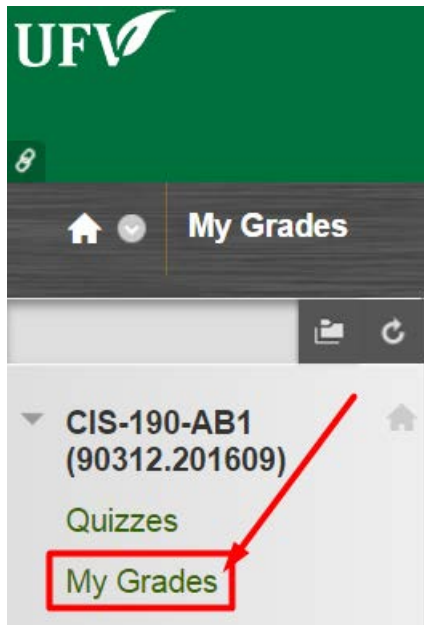 UFV
My Grades
CIS-190-AB1
(90312.201609)
Quizzes
My Grades